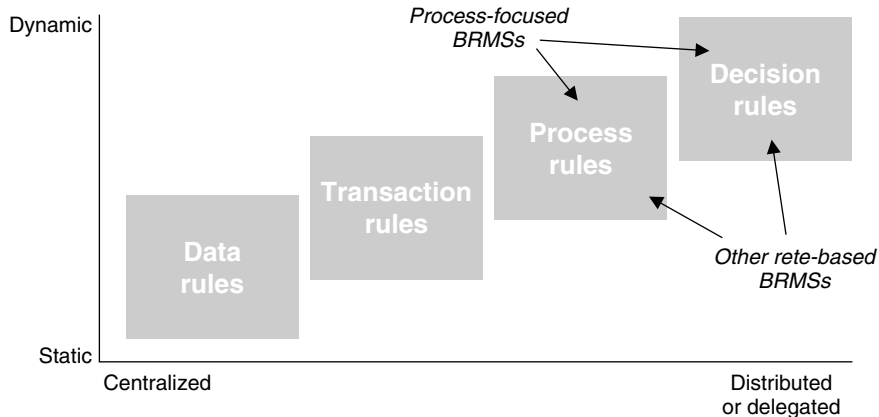 Dynamic
Process-focused
BRMSs
Decision
rules
Process
rules
Transaction
rules
Data
rules
Other rete-based
BRMSs
Static
Centralized
Distributed
or delegated